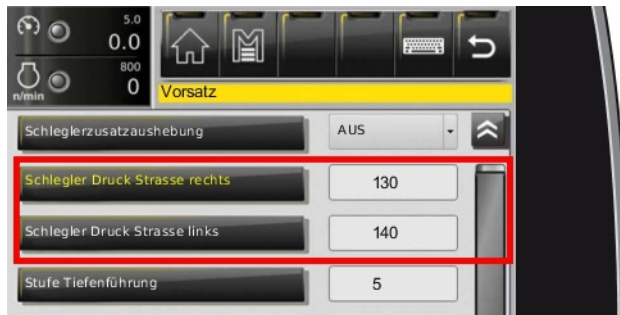 5.0
0.0
800
n/min 0
Vorsatz
Schleglerzusatzaushebung AUS
Schlegler Druck Strasse rechts 130
Schlegler Druck Strasse links 140
Stufe Tiefenführung 5